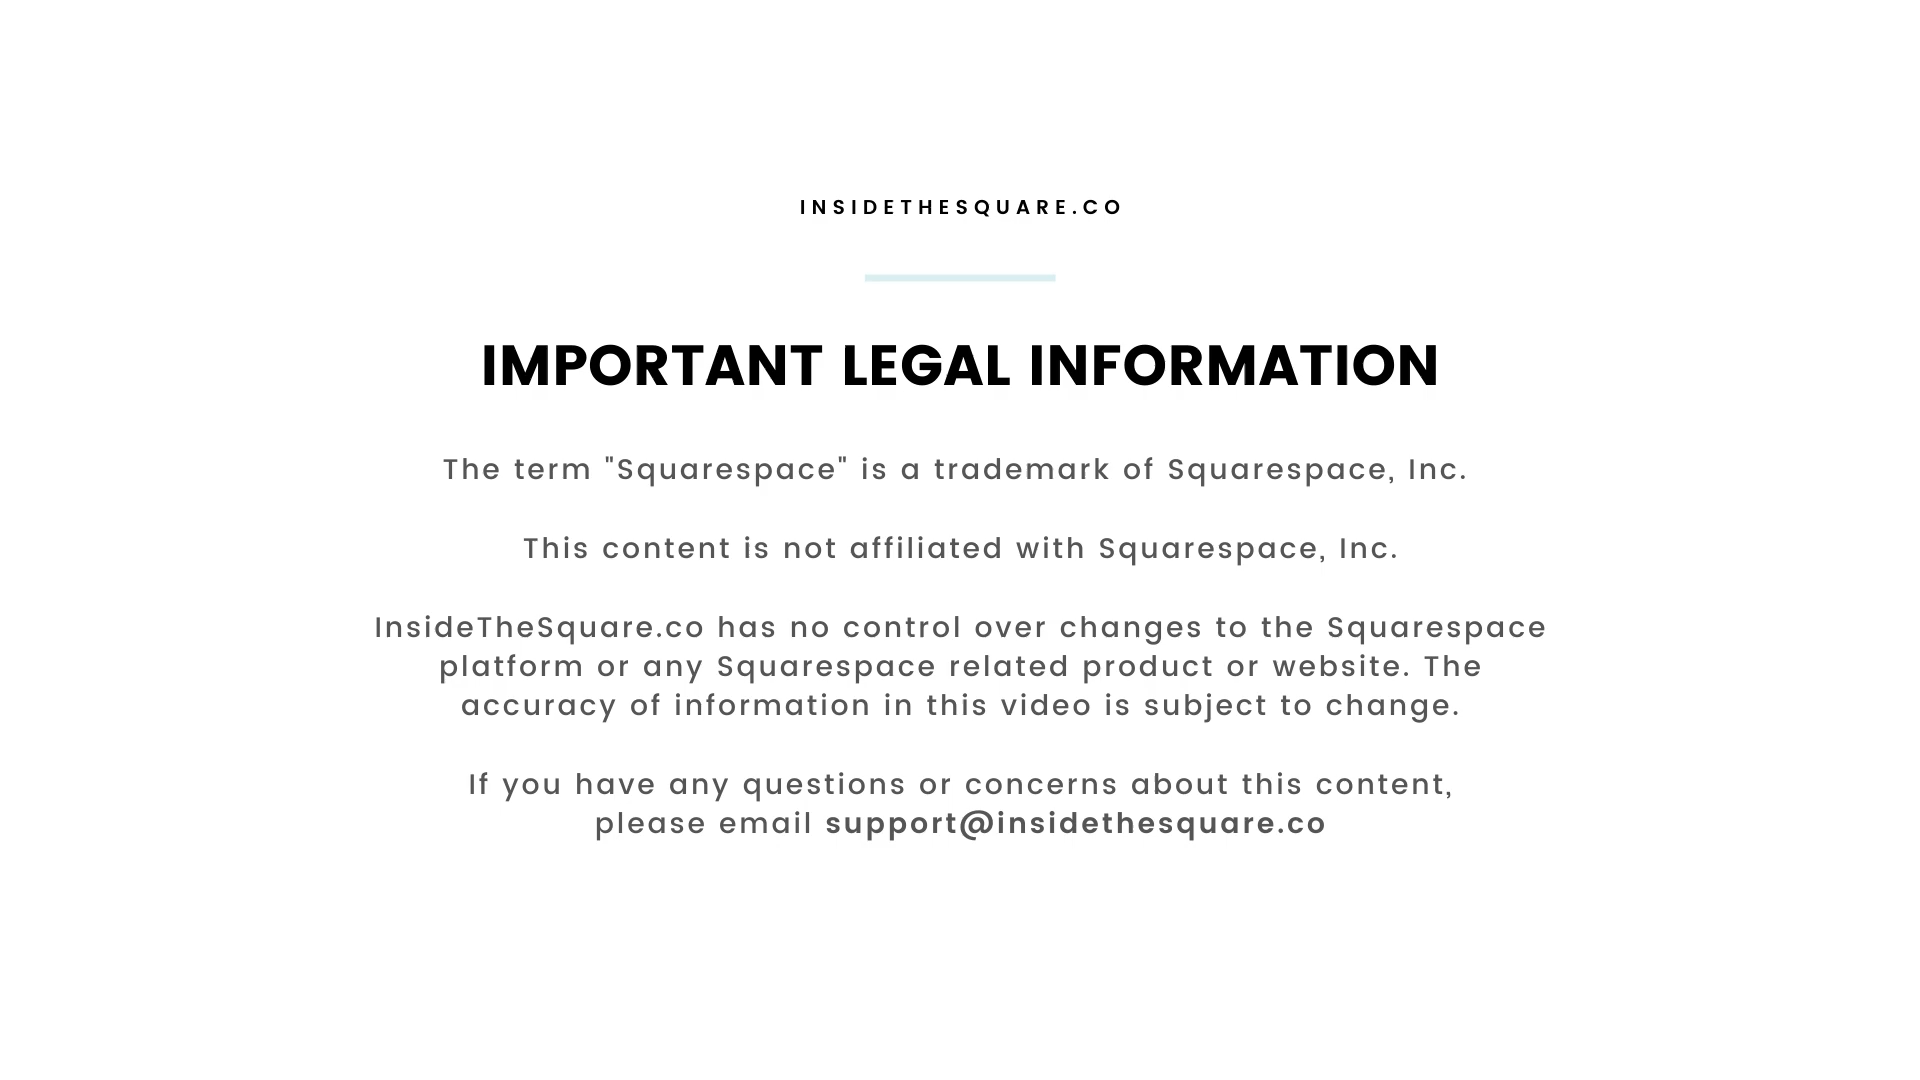 INSIDETHESQUARE.CO
IMPORTANT LEGAL INFORMATION
The term "Squarespace" is a trademark of Squarespace, Inc.
This content is not affiliated with Squarespace, Inc.
InsideTheSquare.co has no control over changes to the Squarespace
platform or any Squarespace related product or website. The
accuracy of information in this video is subject to change.
If you have any questions or concerns about this content,
please email support@insidethesquare.co